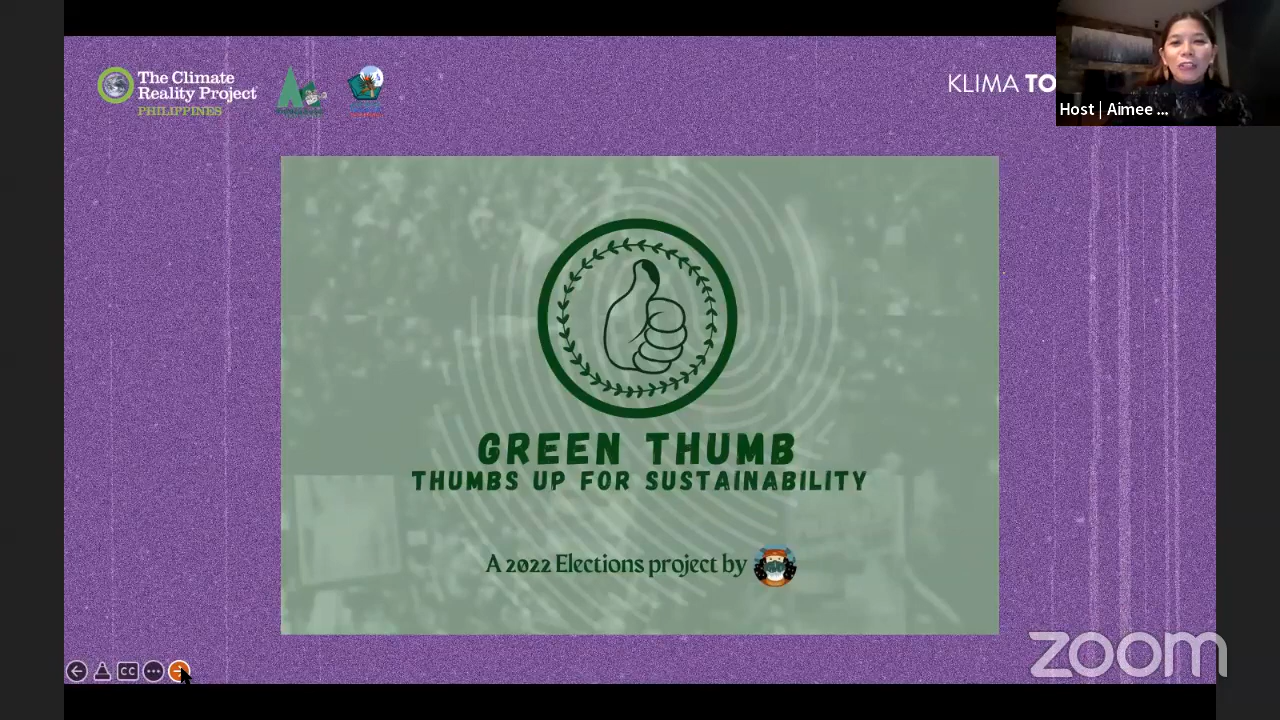 The Climate
Reality Project
PHILIPPINES
KLIMA TO
Host | Aimee ...
GREEN THUMB
THUMBS UP FOR SUSTAINABILITY
A 2022 Elections project by
CC
zoom